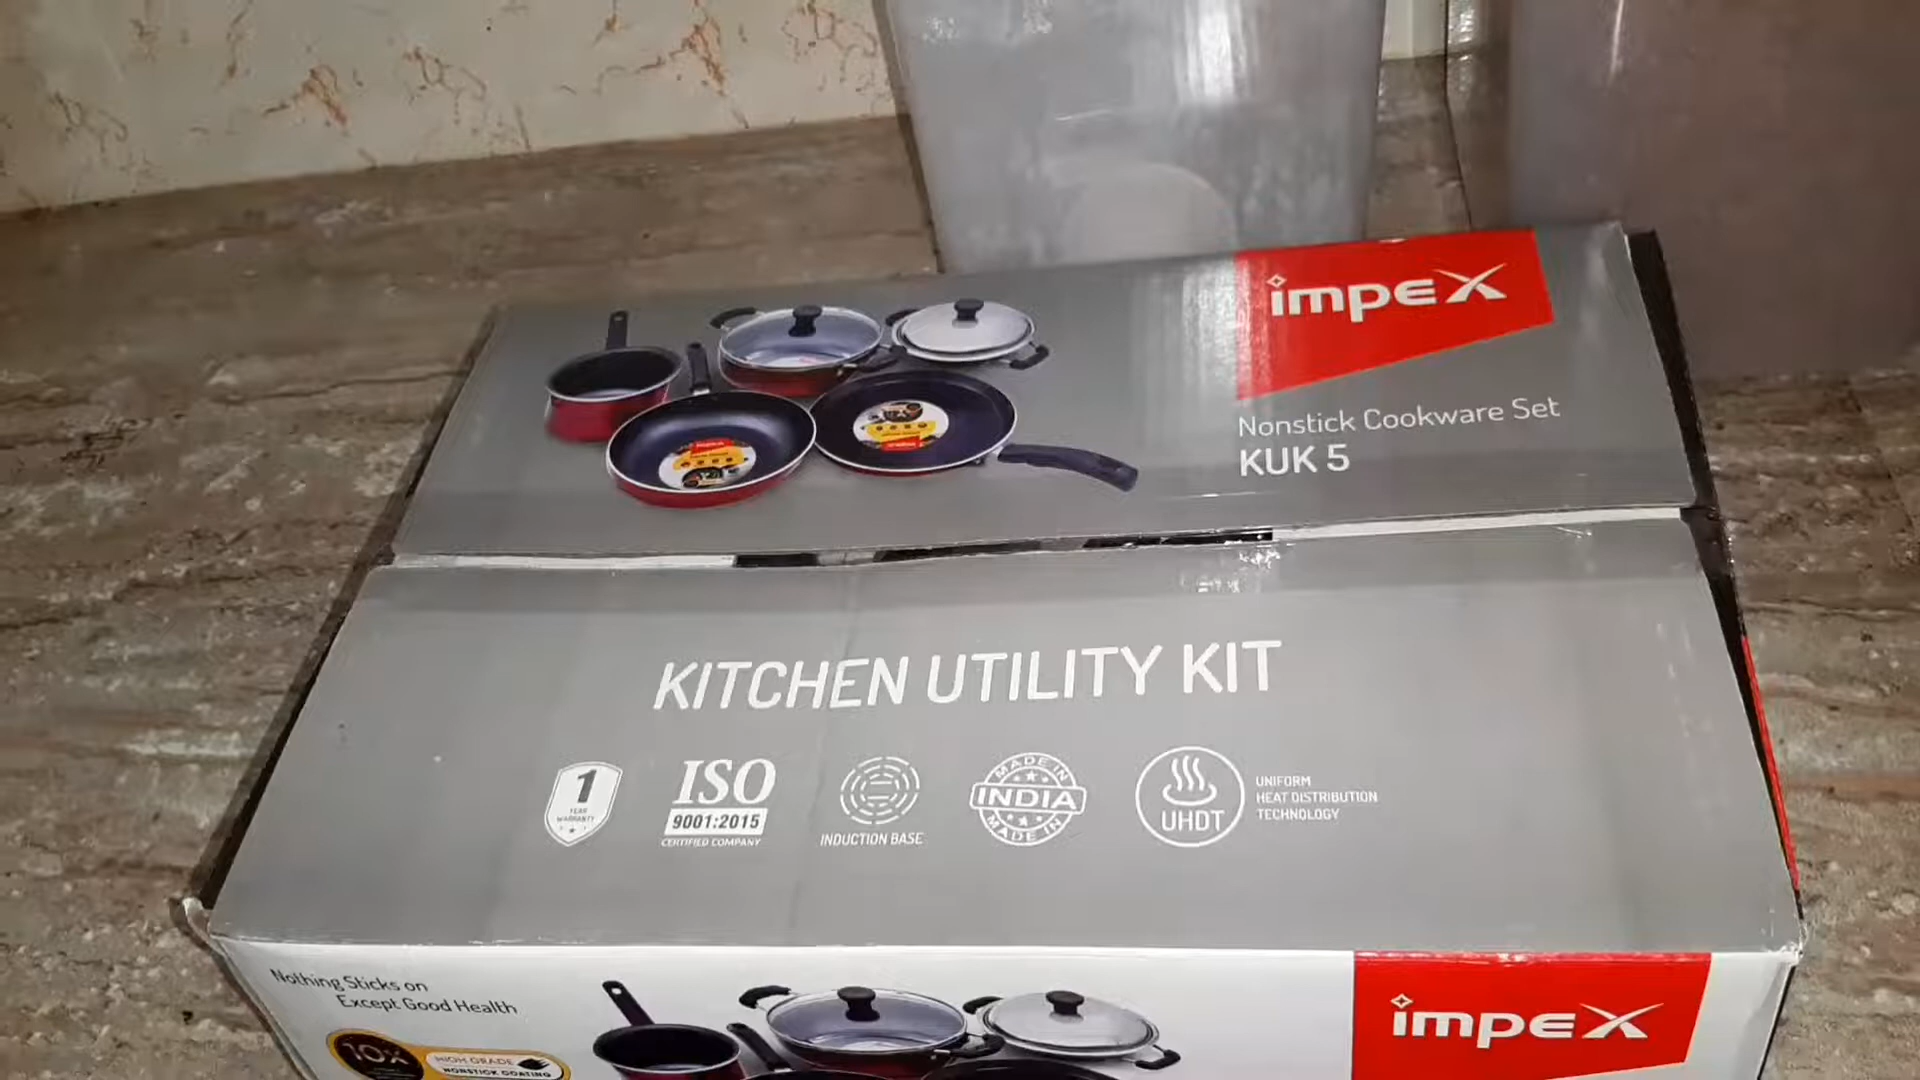 impex
Nonstick Cookware Set
KUK 5
KITCHEN UTILITY KIT
1
YEAR
WARRANTY
ISO
9001:2015
CERTIFIED COMPANY
INDUCTION BASE
MADE IN
INDIA
MADE IN
UHDT
UNIFORM
HEAT DISTRIBUTION
TECHNOLOGY
Nothing Sticks on
Except Good Health
10X
HIGH GRADE
NONSTICK COATING
impex